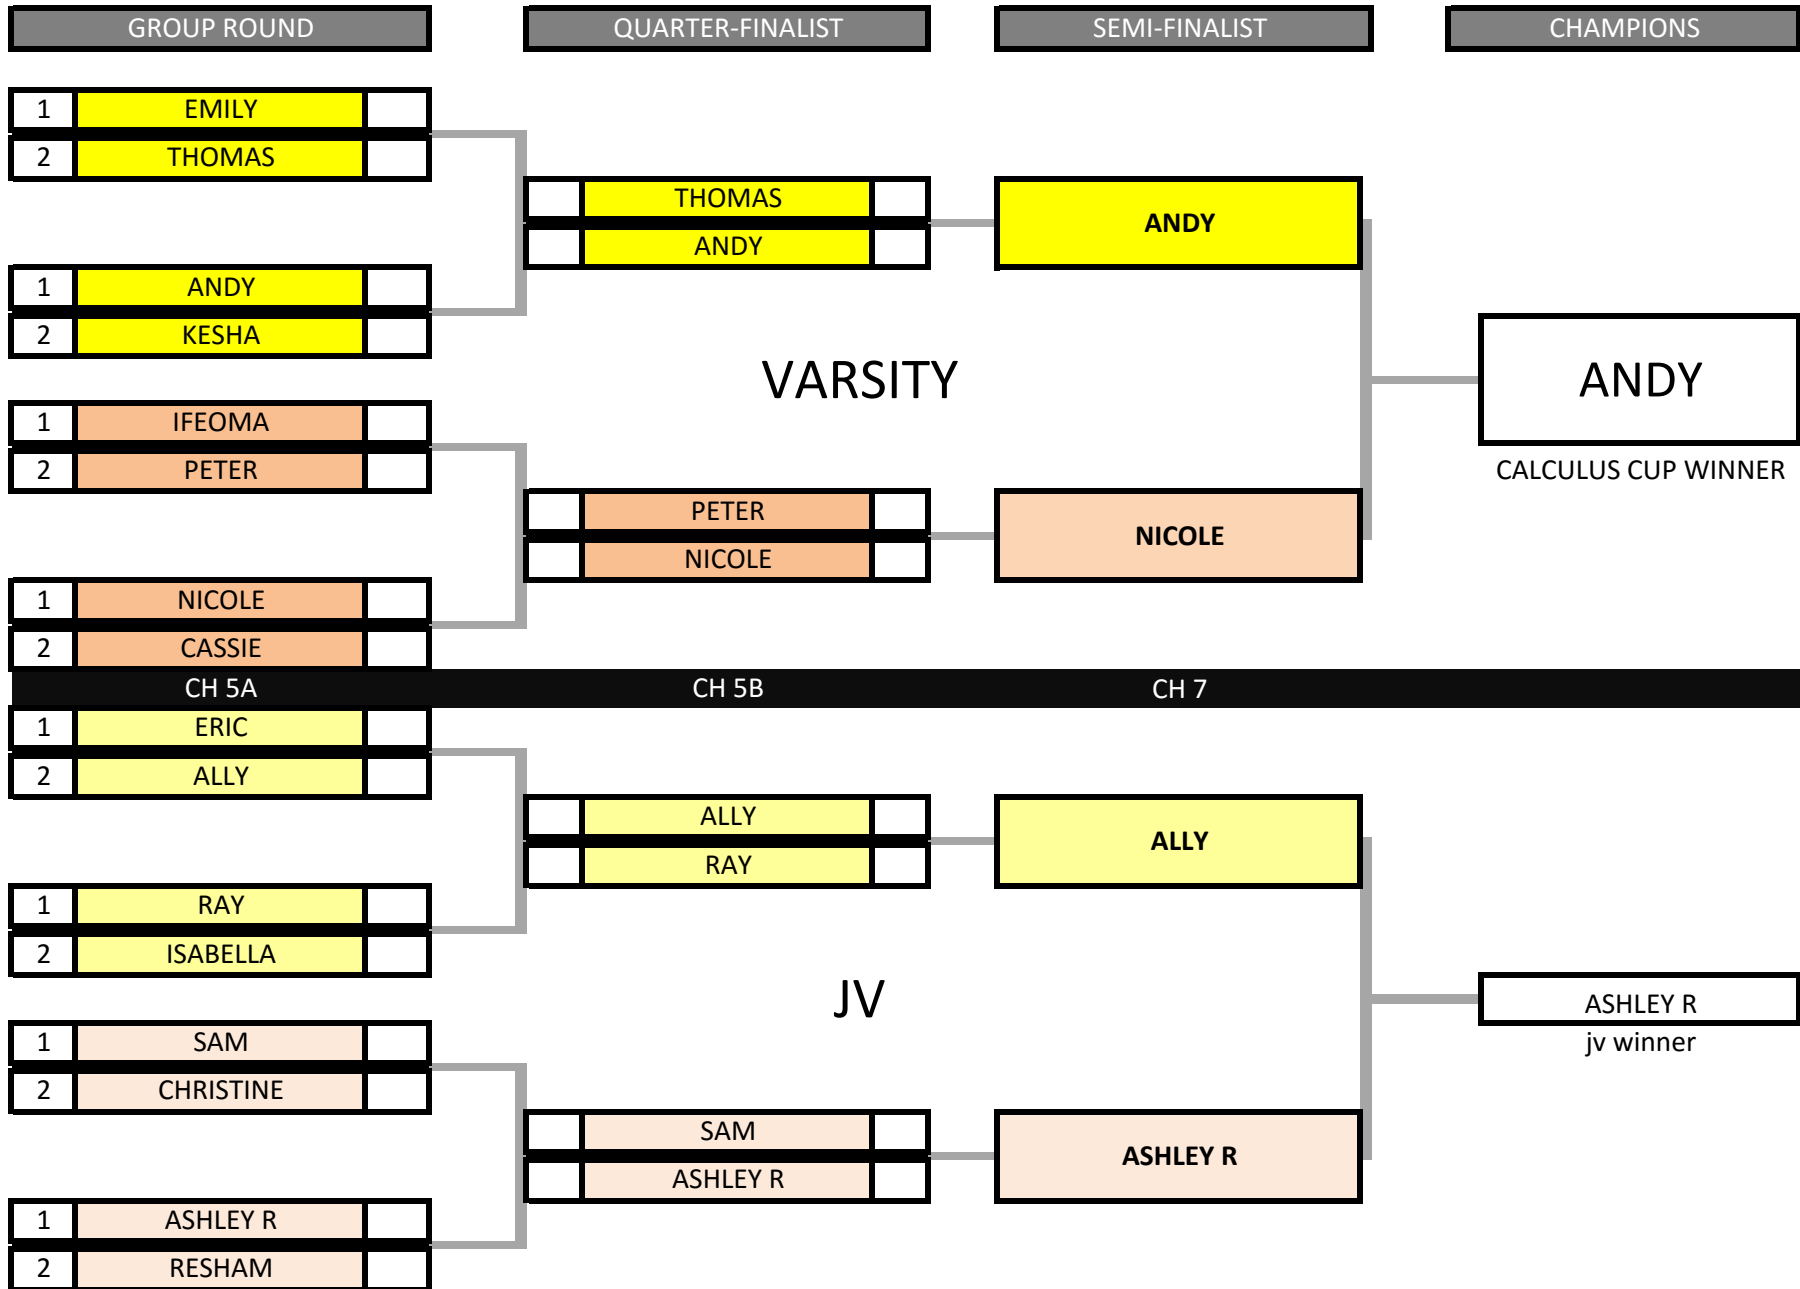 GROUP ROUND QUARTER-FINALIST SEMI-FINALIST CHAMPIONS
1 EMILY
2 THOMAS
THOMAS
ANDY
ANDY
1 ANDY
2 KESHA
VARSITY
ANDY
CALCULUS CUP WINNER
1 IFEOMA
2 PETER
PETER
NICOLE
NICOLE
1 NICOLE
2 CASSIE
CH 5A CH 5B CH 7
1 ERIC
2 ALLY
ALLY
RAY
ALLY
1 RAY
2 ISABELLA
JV
ASHLEY R
jv winner
1 SAM
2 CHRISTINE
SAM
ASHLEY R
ASHLEY R
1 ASHLEY R
2 RESHAM